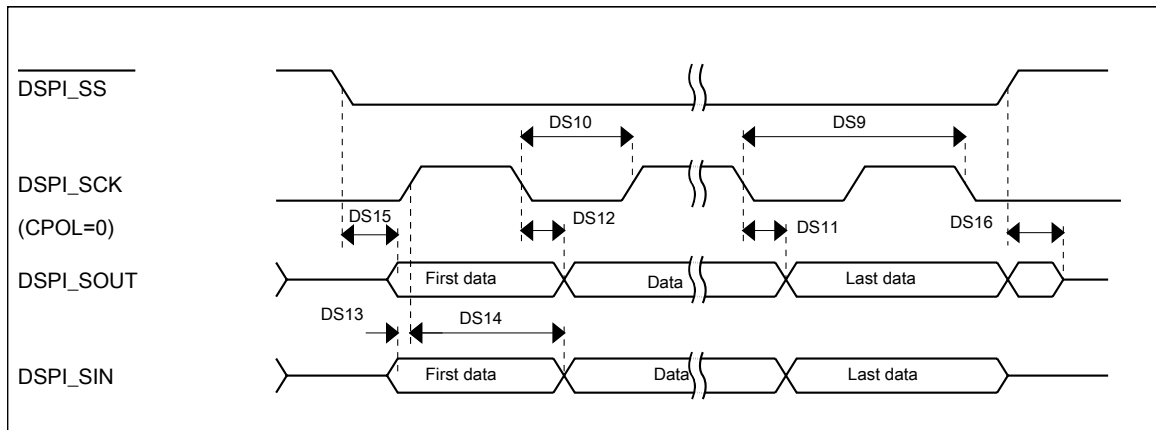 DSPI_SS
DS10
DS9
DSPI_SCK
(CPOL=0)
DS15
DS12
DS11
DS16
DSPI_SOUT
First data
Data
Last data
DS13
DS14
DSPI_SIN
First data
Data
Last data